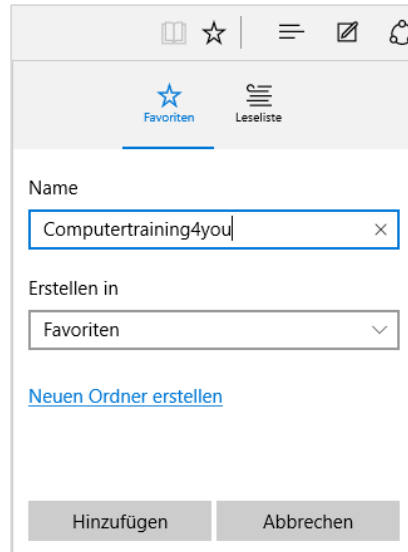 Favoriten Leseliste
Name
Computertraining4you
Erstellen in
Favoriten
Neuen Ordner erstellen
Hinzufügen Abbrechen